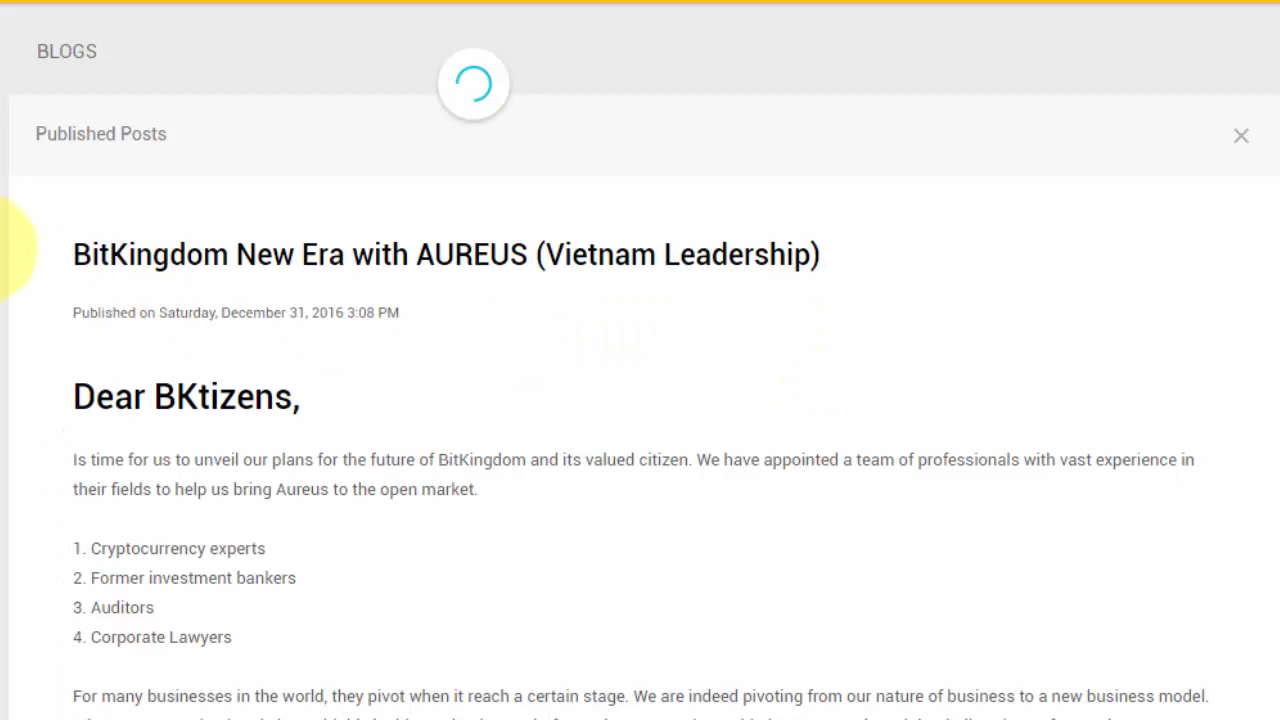 BLOGS
Published Posts
BitKingdom New Era with AUREUS (Vietnam Leadership)
Published on Saturday, December 31, 2016 3:08 PM
Dear BKtizens,
Is time for us to unveil our plans for the future of BitKingdom and its valued citizen. We have appointed a team of professionals with vast experience in
their fields to help us bring Aureus to the open market.
1. Cryptocurrency experts
2. Former investment bankers
3. Auditors
4. Corporate Lawyers
For many businesses in the world, they pivot when it reach a certain stage. We are indeed pivoting from our nature of business to a new business model.